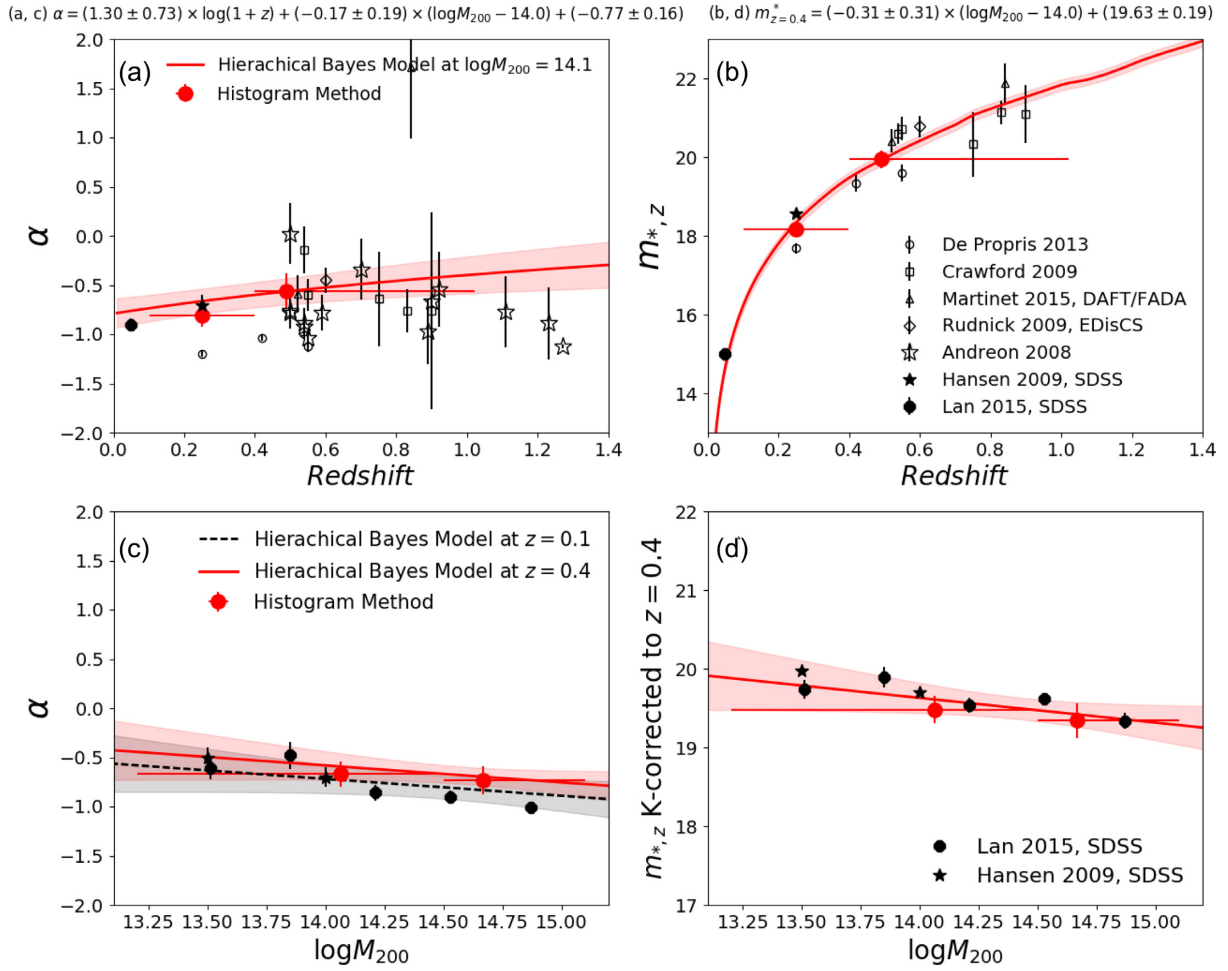 (a, c) α = (1.30 ± 0.73) × log(1 + z) + (−0.17 ± 0.19) × (logM200 − 14.0) + (−0.77 ± 0.16)
(b, d) m*z=0.4 = (−0.31 ± 0.31) × (logM200 − 14.0) + (19.63 ± 0.19)
(a)
Hierachical Bayes Model at logM200 = 14.1
Histogram Method
2.0
1.5
1.0
0.5
0.0
−0.5
−1.0
−1.5
−2.0
α
0.0 0.2 0.4 0.6 0.8 1.0 1.2 1.4
Redshift
(b)
22
20
18
16
14
m*,z
De Propris 2013
Crawford 2009
Martinet 2015, DAFT/FADA
Rudnick 2009, EDisCS
Andreon 2008
Hansen 2009, SDSS
Lan 2015, SDSS
0.0 0.2 0.4 0.6 0.8 1.0 1.2 1.4
Redshift
(c)
Hierachical Bayes Model at z = 0.1
Hierachical Bayes Model at z = 0.4
Histogram Method
2.0
1.5
1.0
0.5
0.0
−0.5
−1.0
−1.5
−2.0
α
13.25 13.50 13.75 14.00 14.25 14.50 14.75 15.00
logM200
(d)
22
21
20
19
18
17
m*,z K-corrected to z = 0.4
Lan 2015, SDSS
Hansen 2009, SDSS
13.25 13.50 13.75 14.00 14.25 14.50 14.75 15.00
logM200